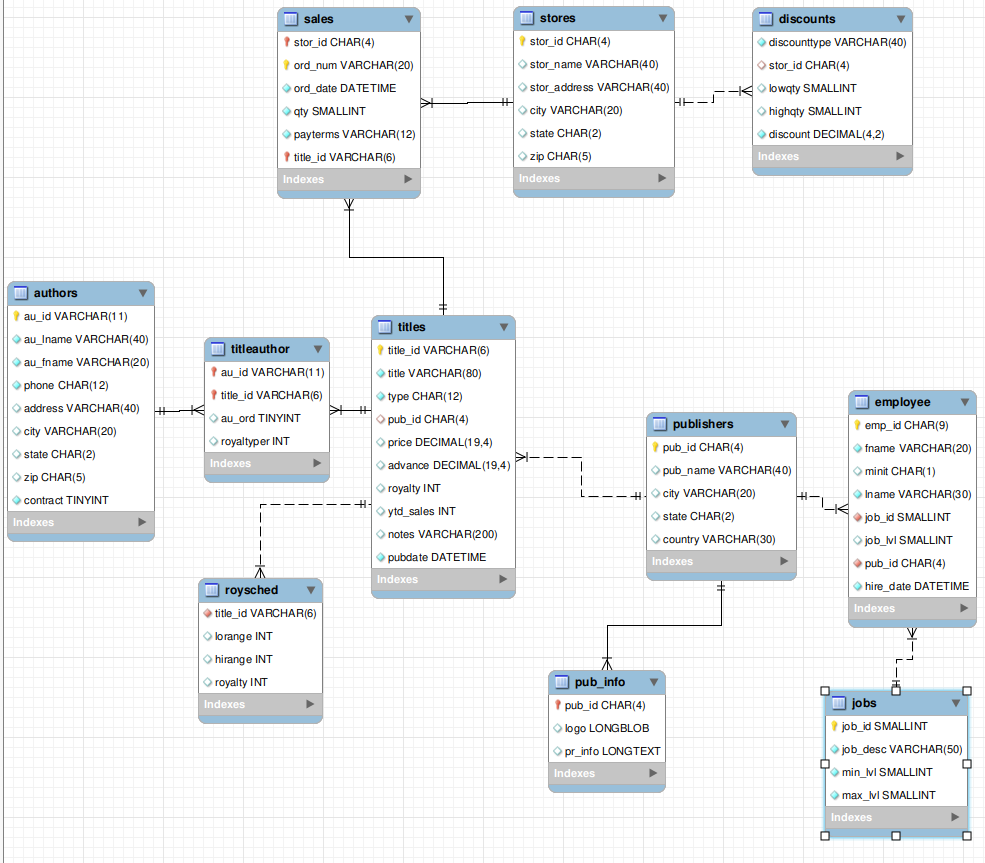 sales
stor_id CHAR(4)
ord_num VARCHAR(20)
ord_date DATETIME
qty SMALLINT
payterms VARCHAR(12)
title_id VARCHAR(6)
Indexes
stores
stor_id CHAR(4)
stor_name VARCHAR(40)
stor_address VARCHAR(40)
city VARCHAR(20)
state CHAR(2)
zip CHAR(5)
Indexes
discounts
discounttype VARCHAR(40)
stor_id CHAR(4)
lowqty SMALLINT
highqty SMALLINT
discount DECIMAL(4,2)
Indexes
authors
au_id VARCHAR(11)
au_lname VARCHAR(40)
au_fname VARCHAR(20)
phone CHAR(12)
address VARCHAR(40)
city VARCHAR(20)
state CHAR(2)
zip CHAR(5)
contract TINYINT
Indexes
titleauthor
au_id VARCHAR(11)
title_id VARCHAR(6)
au_ord TINYINT
royaltyper INT
Indexes
titles
title_id VARCHAR(6)
title VARCHAR(80)
type CHAR(12)
pub_id CHAR(4)
price DECIMAL(19,4)
advance DECIMAL(19,4)
royalty INT
ytd_sales INT
notes VARCHAR(200)
pubdate DATETIME
Indexes
publishers
pub_id CHAR(4)
pub_name VARCHAR(40)
city VARCHAR(20)
state CHAR(2)
country VARCHAR(30)
Indexes
employee
emp_id CHAR(9)
fname VARCHAR(20)
minit CHAR(1)
lname VARCHAR(30)
job_id SMALLINT
job_lvl SMALLINT
pub_id CHAR(4)
hire_date DATETIME
Indexes
roysched
title_id VARCHAR(6)
lorange INT
hirange INT
royalty INT
Indexes
pub_info
pub_id CHAR(4)
logo LONGBLOB
pr_info LONGTEXT
Indexes
jobs
job_id SMALLINT
job_desc VARCHAR(50)
min_lvl SMALLINT
max_lvl SMALLINT
Indexes